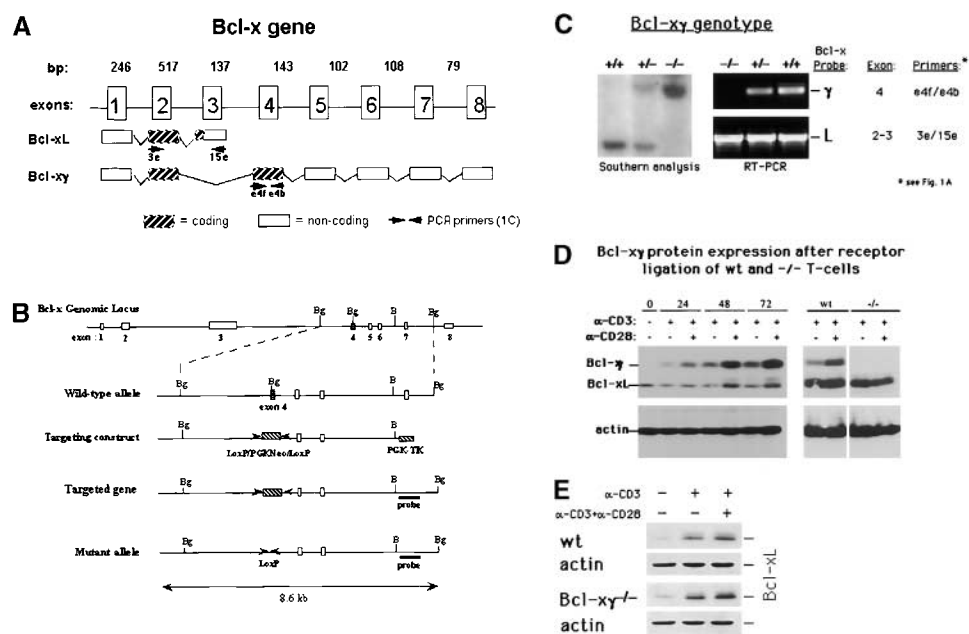 A
Bcl-x gene
bp: 246 517 137 143 102 108 79
exons: 1 2 3 4 5 6 7 8
Bcl-xL
3e 15e
Bcl-xγ
e4f e4b
= coding = non-coding = PCR primers (1C)
B
Bcl-x Genomic Locus
Bg Bg B Bg
exon : 1 2 3 4 5 6 7 8
Wild-type allele
Bg Bg B Bg
exon 4
Targeting construct
Bg B
LoxP/PGKNeo/LoxP PGK-TK
Targeted gene
Bg B Bg
probe
Mutant allele
Bg B Bg
LoxP probe
8.6 kb
C
Bcl-xγ genotype
+/+ +/- -/- -/- +/- +/+
Bcl-x
Probe: Exon: Primers:*
γ 4 e4f/e4b
L 2-3 3e/15e
Southern analysis RT-PCR
* see Fig. 1A
D
Bcl-xγ protein expression after receptor
ligation of wt and -/- T-cells
0 24 48 72 wt -/-
α-CD3: - + + + + + + + + + +
α-CD28: - - + - + - + - + - +
Bcl-xγ
Bcl-xL
actin
E
α-CD3 - + +
α-CD3+α-CD28 - - +
wt
actin
Bcl-xγ-/-
actin
Bcl-xL